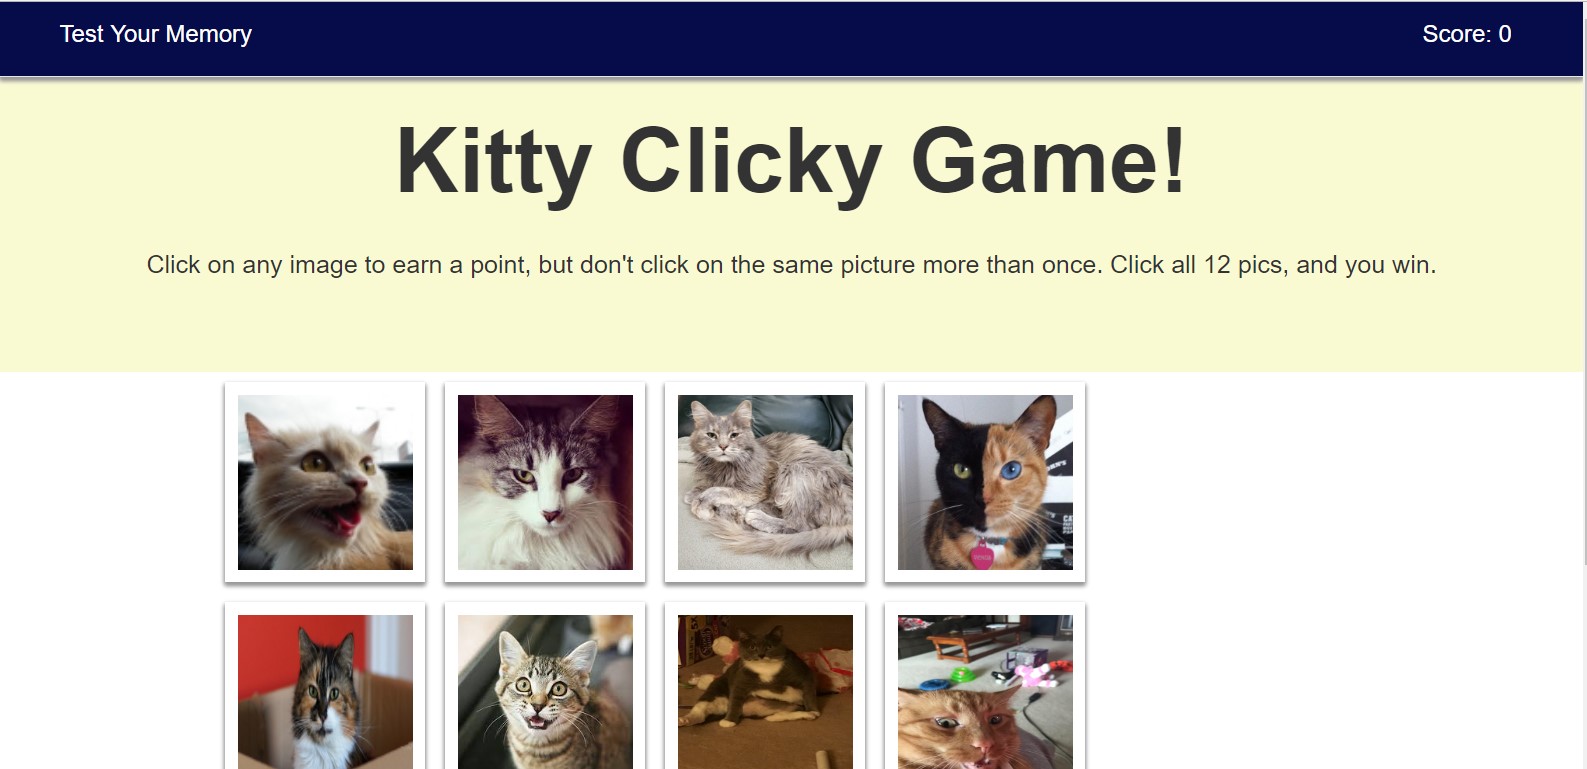 Test Your Memory
Score: 0
Kitty Clicky Game!
Click on any image to earn a point, but don't click on the same picture more than once. Click all 12 pics, and you win.